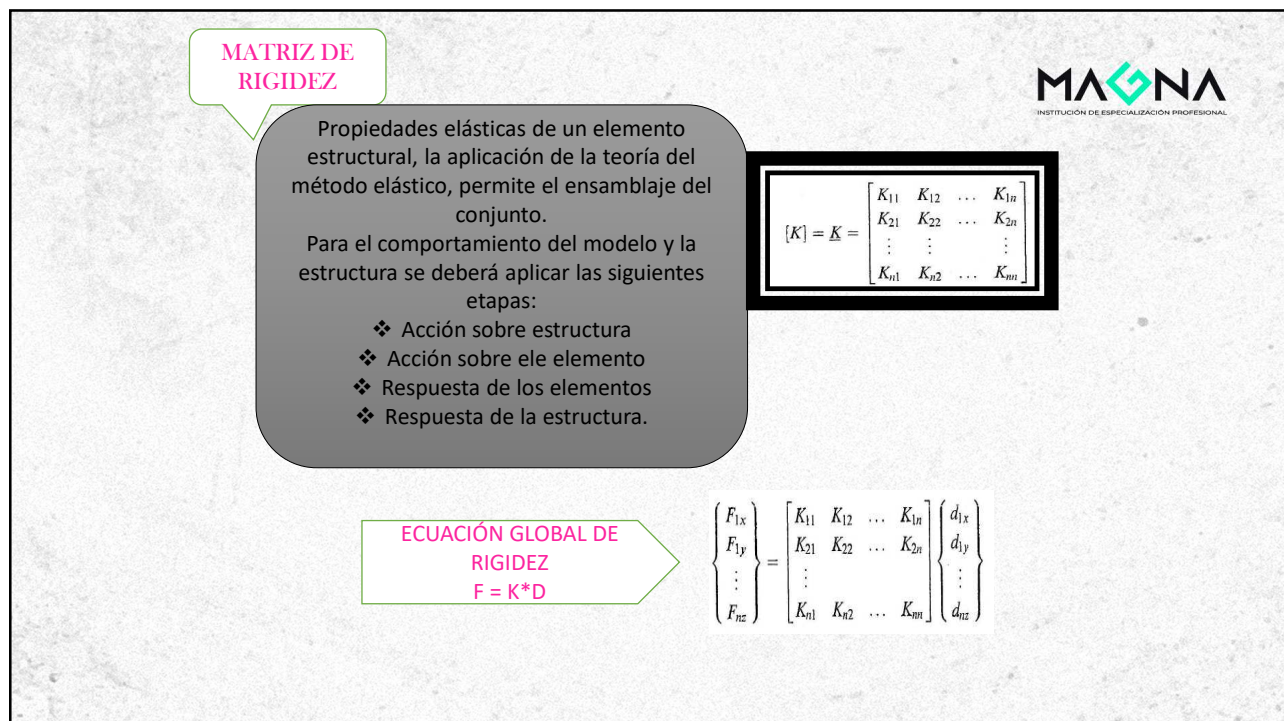 MATRIZ DE
RIGIDEZ
MAGNA
INSTITUCIÓN DE ESPECIALIZACIÓN PROFESIONAL
Propiedades elásticas de un elemento
estructural, la aplicación de la teoría del
método elástico, permite el ensamblaje del
conjunto.
Para el comportamiento del modelo y la
estructura se deberá aplicar las siguientes
etapas:
❖ Acción sobre estructura
❖ Acción sobre ele elemento
❖ Respuesta de los elementos
❖ Respuesta de la estructura.
[K] = K = [K11 K12 … K1n
K21 K22 … K2n
⋮ ⋮ ⋮
Kn1 Kn2 … Knn]
ECUACIÓN GLOBAL DE
RIGIDEZ
F = K*D
{F1x} = [K11 K12 … K1n] {d1x}
{F1y} [K21 K22 … K2n] {d1y}
⋮ ⋮ ⋮
{Fnz} [Kn1 Kn2 … Knn] {dnz}